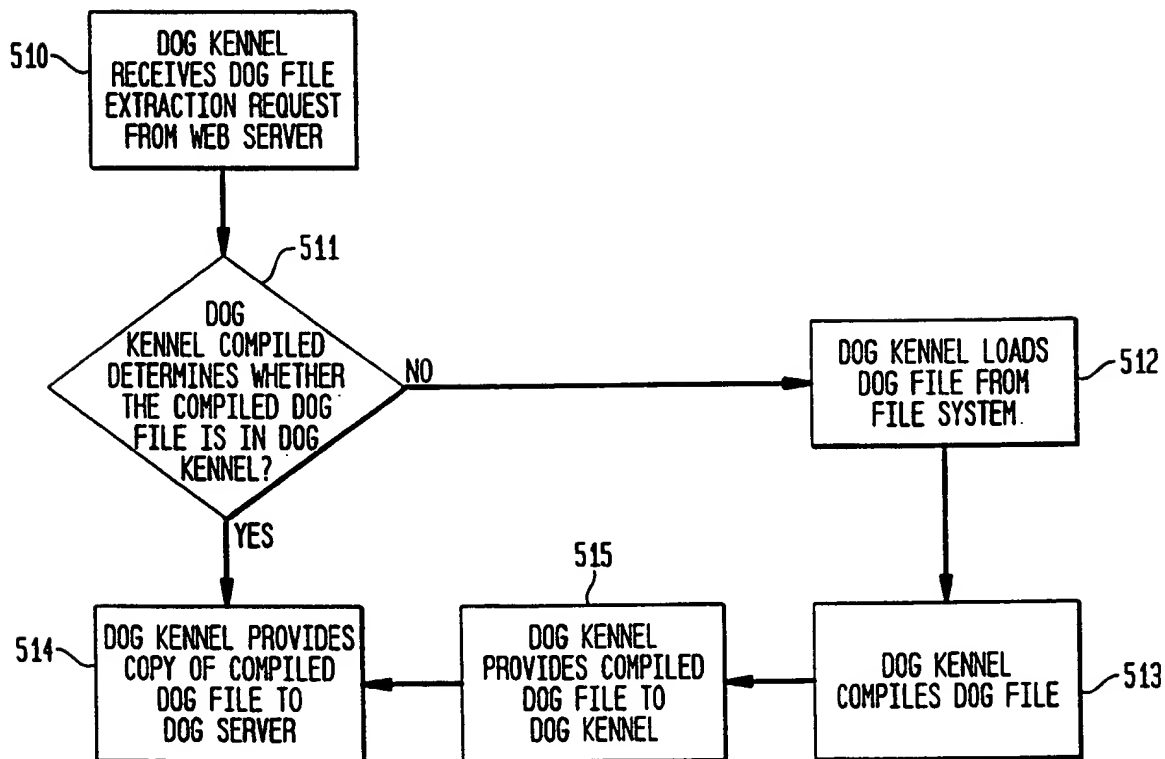 510
DOG KENNEL
RECEIVES DOG FILE
EXTRACTION REQUEST
FROM WEB SERVER
511
DOG
KENNEL COMPILED
DETERMINES WHETHER
THE COMPILED DOG
FILE IS IN DOG
KENNEL?
NO
YES
DOG KENNEL LOADS
DOG FILE FROM
FILE SYSTEM.
512
DOG KENNEL
COMPILES DOG FILE
513
515
DOG KENNEL
PROVIDES COMPILED
DOG FILE TO
DOG KENNEL
514
DOG KENNEL PROVIDES
COPY OF COMPILED
DOG FILE TO
DOG SERVER